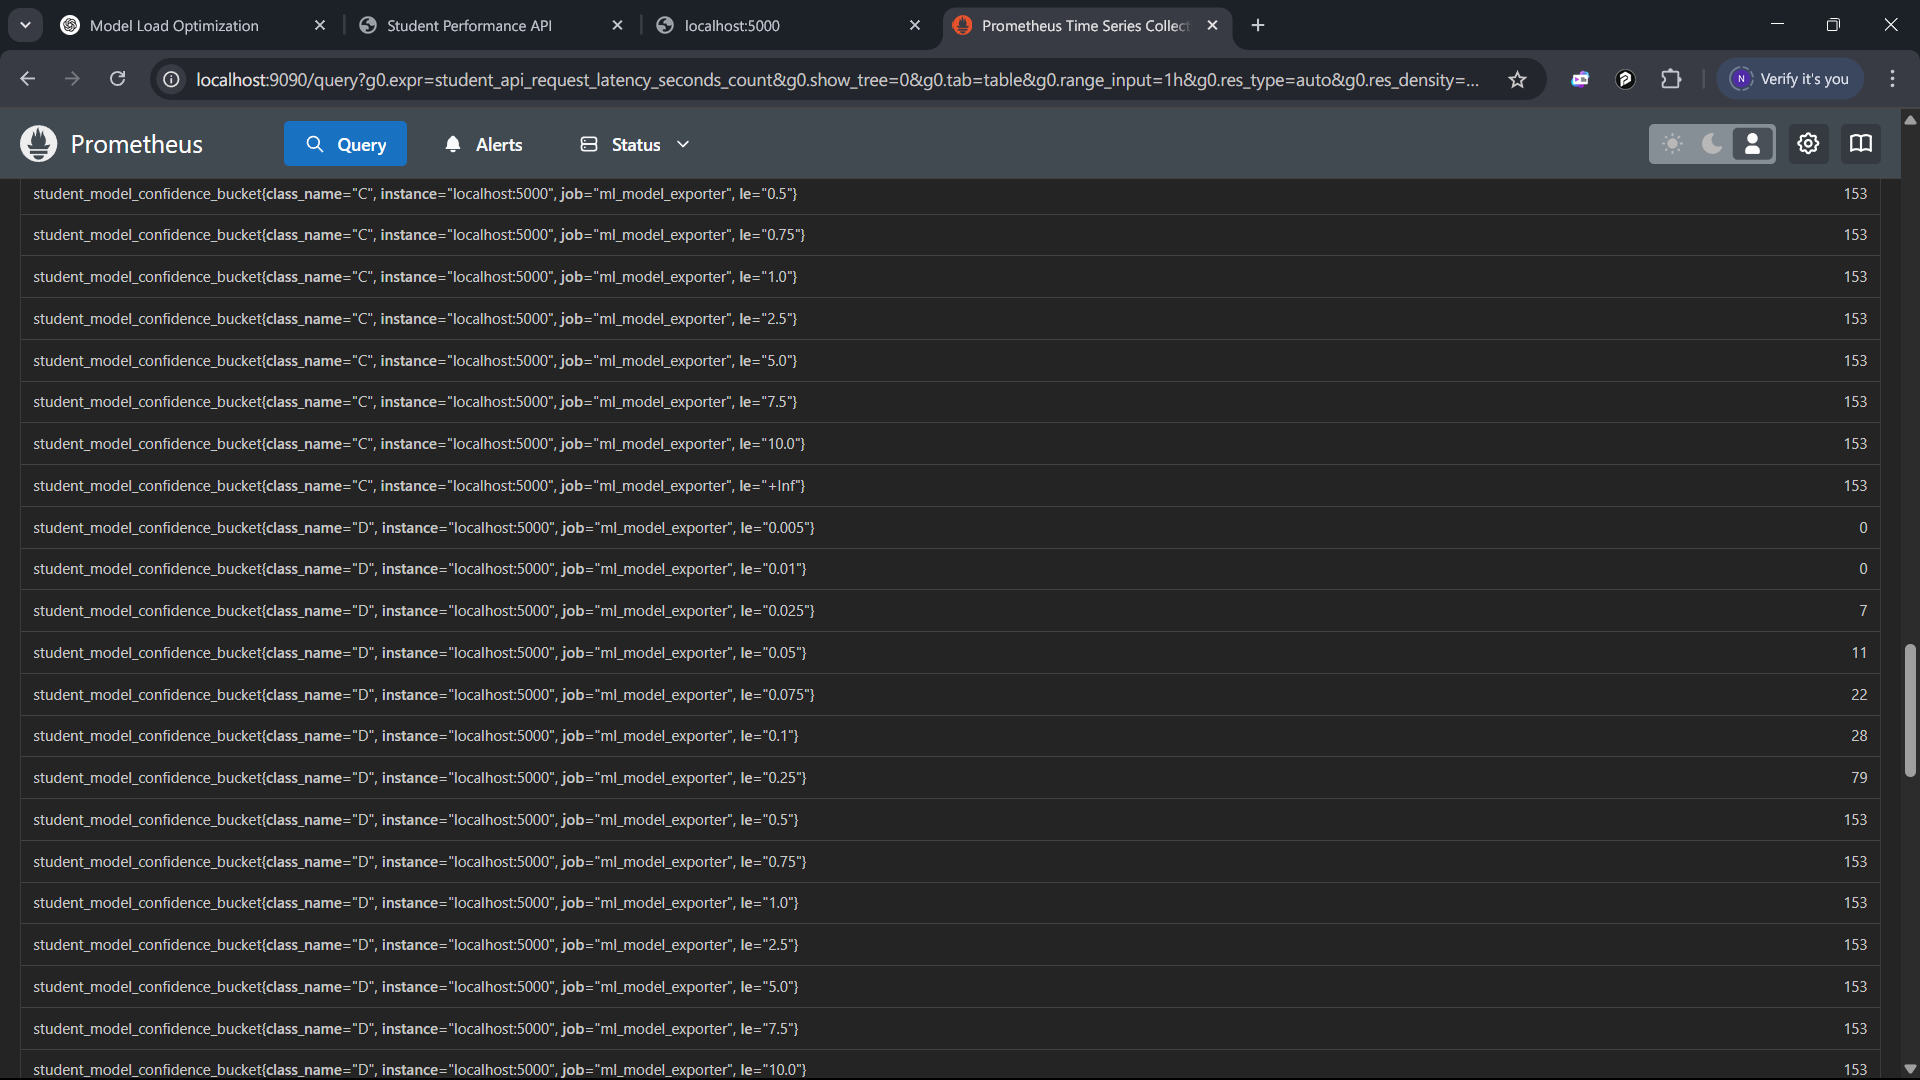 Model Load Optimization
Student Performance API
localhost:5000
Prometheus Time Series Collect
localhost:9090/query?g0.expr=student_api_request_latency_seconds_count&g0.show_tree=0&g0.tab=table&g0.range_input=1h&g0.res_type=auto&g0.res_density=...
N Verify it's you
Prometheus
Query
Alerts
Status
student_model_confidence_bucket{class_name="C", instance="localhost:5000", job="ml_model_exporter", le="0.5"} 153
student_model_confidence_bucket{class_name="C", instance="localhost:5000", job="ml_model_exporter", le="0.75"} 153
student_model_confidence_bucket{class_name="C", instance="localhost:5000", job="ml_model_exporter", le="1.0"} 153
student_model_confidence_bucket{class_name="C", instance="localhost:5000", job="ml_model_exporter", le="2.5"} 153
student_model_confidence_bucket{class_name="C", instance="localhost:5000", job="ml_model_exporter", le="5.0"} 153
student_model_confidence_bucket{class_name="C", instance="localhost:5000", job="ml_model_exporter", le="7.5"} 153
student_model_confidence_bucket{class_name="C", instance="localhost:5000", job="ml_model_exporter", le="10.0"} 153
student_model_confidence_bucket{class_name="C", instance="localhost:5000", job="ml_model_exporter", le="+Inf"} 153
student_model_confidence_bucket{class_name="D", instance="localhost:5000", job="ml_model_exporter", le="0.005"} 0
student_model_confidence_bucket{class_name="D", instance="localhost:5000", job="ml_model_exporter", le="0.01"} 0
student_model_confidence_bucket{class_name="D", instance="localhost:5000", job="ml_model_exporter", le="0.025"} 7
student_model_confidence_bucket{class_name="D", instance="localhost:5000", job="ml_model_exporter", le="0.05"} 11
student_model_confidence_bucket{class_name="D", instance="localhost:5000", job="ml_model_exporter", le="0.075"} 22
student_model_confidence_bucket{class_name="D", instance="localhost:5000", job="ml_model_exporter", le="0.1"} 28
student_model_confidence_bucket{class_name="D", instance="localhost:5000", job="ml_model_exporter", le="0.25"} 79
student_model_confidence_bucket{class_name="D", instance="localhost:5000", job="ml_model_exporter", le="0.5"} 153
student_model_confidence_bucket{class_name="D", instance="localhost:5000", job="ml_model_exporter", le="0.75"} 153
student_model_confidence_bucket{class_name="D", instance="localhost:5000", job="ml_model_exporter", le="1.0"} 153
student_model_confidence_bucket{class_name="D", instance="localhost:5000", job="ml_model_exporter", le="2.5"} 153
student_model_confidence_bucket{class_name="D", instance="localhost:5000", job="ml_model_exporter", le="5.0"} 153
student_model_confidence_bucket{class_name="D", instance="localhost:5000", job="ml_model_exporter", le="7.5"} 153
student_model_confidence_bucket{class_name="D", instance="localhost:5000", job="ml_model_exporter", le="10.0"} 153